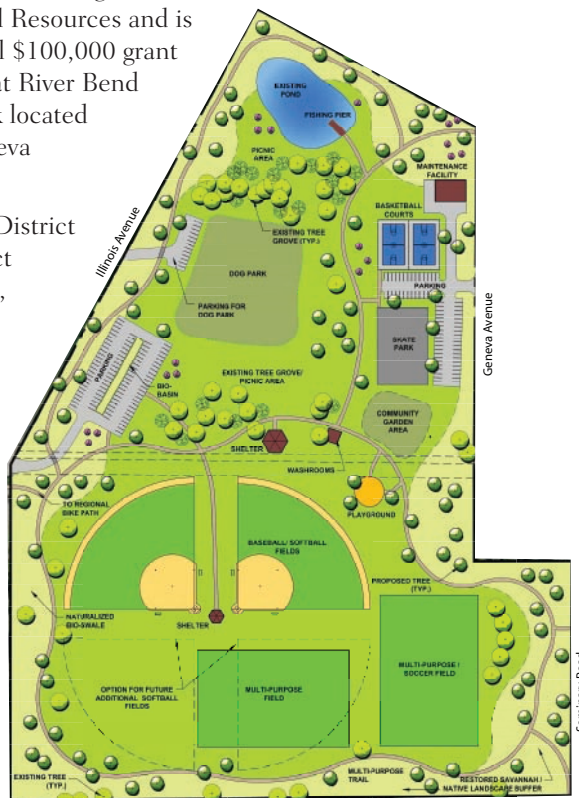 l Resources and is
l $100,000 grant
at River Bend
k located
eva
District
ct
,
EXISTING
POND
FISHING PIER
PICNIC
AREA
MAINTENANCE
FACILITY
BASKETBALL
COURTS
EXISTING TREE
GROVE (TYP.)
Illinois Avenue
DOG PARK
PARKING FOR
DOG PARK
PARKING
SKATE
PARK
Geneva Avenue
PARKING
BIO-
BASIN
EXISTING TREE GROVE/
PICNIC AREA
COMMUNITY
GARDEN
AREA
SHELTER
WASHROOMS
TO REGIONAL
BIKE PATH
PLAYGROUND
BASEBALL/ SOFTBALL
FIELDS
PROPOSED TREE
(TYP.)
NATURALIZED
BIO-SWALE
SHELTER
OPTION FOR FUTURE
ADDITIONAL SOFTBALL
FIELDS
MULTI-PURPOSE
FIELD
MULTI-PURPOSE /
SOCCER FIELD
Road
EXISTING TREE
(TYP.)
MULTI-PURPOSE
TRAIL
RESTORED SAVANNAH /
NATIVE LANDSCAPE BUFFER